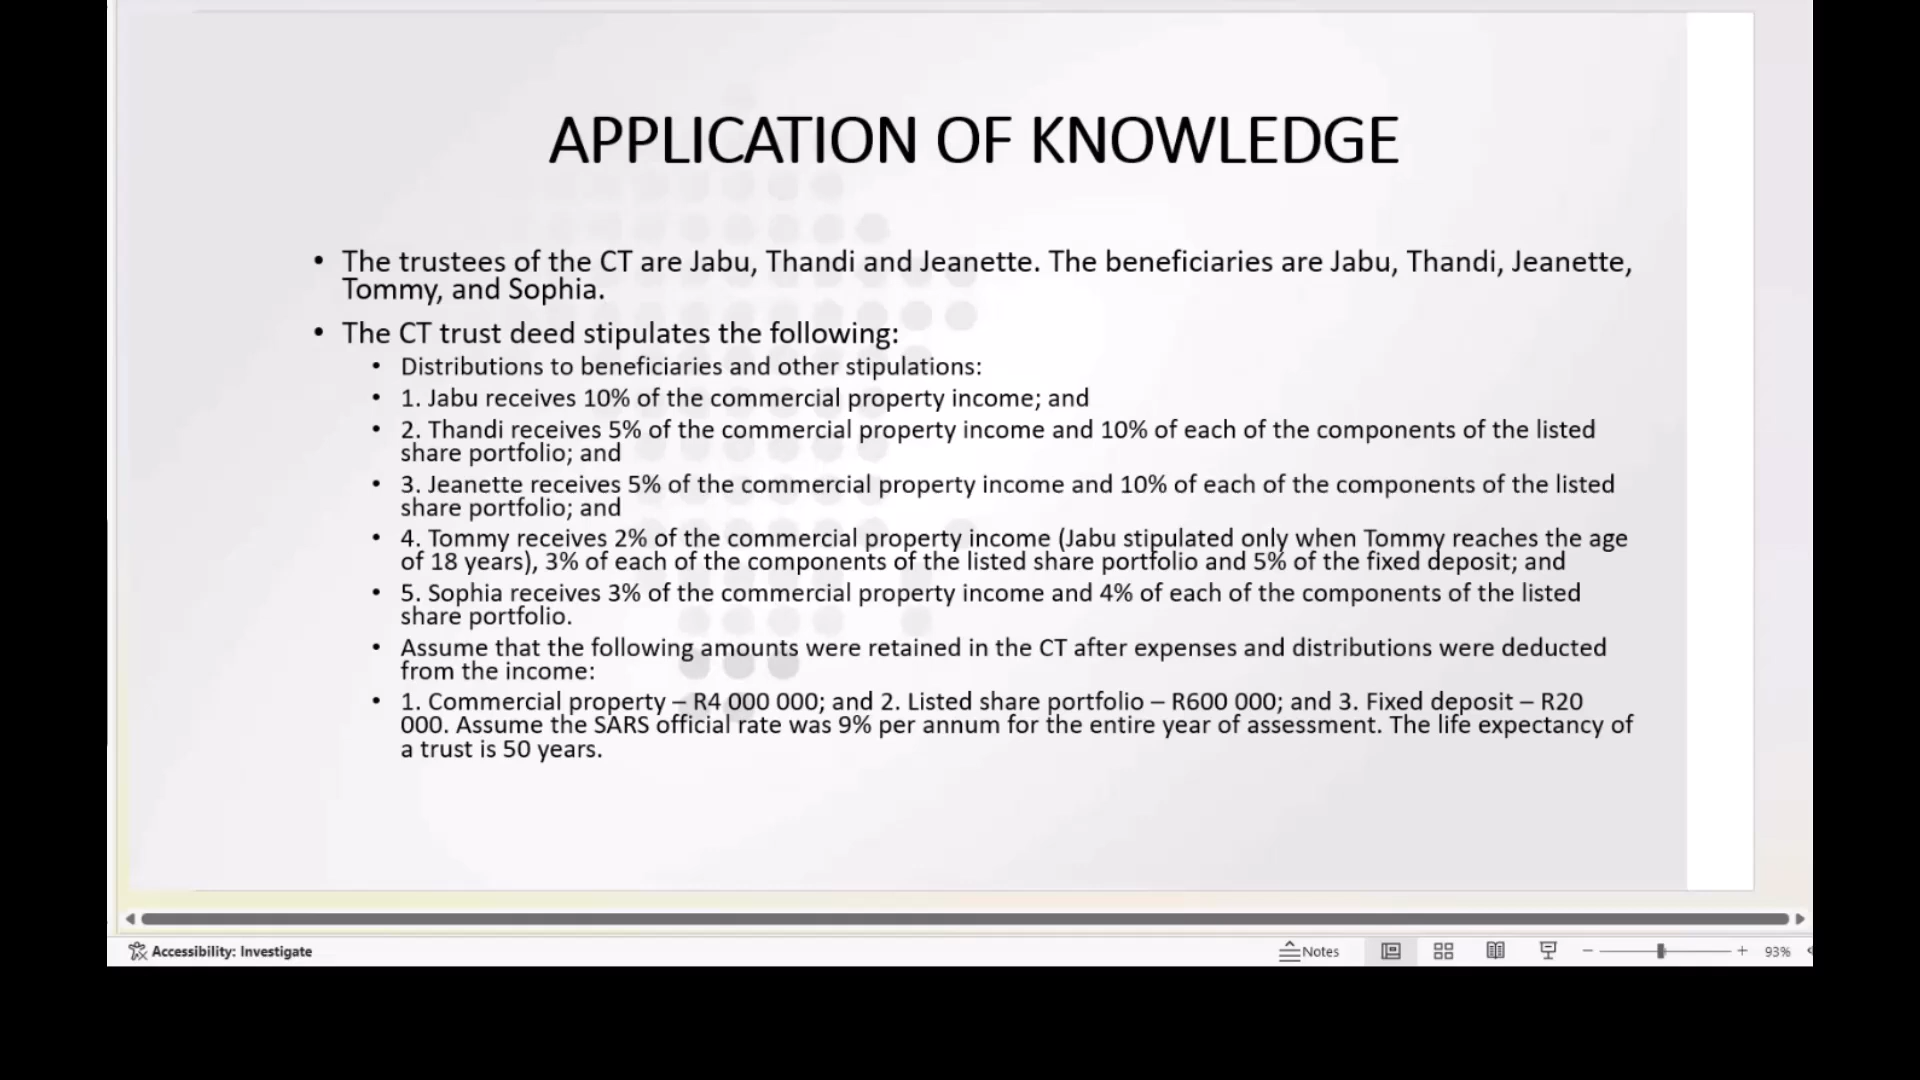 APPLICATION OF KNOWLEDGE
• The trustees of the CT are Jabu, Thandi and Jeanette. The beneficiaries are Jabu, Thandi, Jeanette,
Tommy, and Sophia.
• The CT trust deed stipulates the following:
• Distributions to beneficiaries and other stipulations:
• 1. Jabu receives 10% of the commercial property income; and
• 2. Thandi receives 5% of the commercial property income and 10% of each of the components of the listed
share portfolio; and
• 3. Jeanette receives 5% of the commercial property income and 10% of each of the components of the listed
share portfolio; and
• 4. Tommy receives 2% of the commercial property income (Jabu stipulated only when Tommy reaches the age
of 18 years), 3% of each of the components of the listed share portfolio and 5% of the fixed deposit; and
• 5. Sophia receives 3% of the commercial property income and 4% of each of the components of the listed
share portfolio.
• Assume that the following amounts were retained in the CT after expenses and distributions were deducted
from the income:
• 1. Commercial property – R4 000 000; and 2. Listed share portfolio – R600 000; and 3. Fixed deposit – R20
000. Assume the SARS official rate was 9% per annum for the entire year of assessment. The life expectancy of
a trust is 50 years.
Accessibility: Investigate
Notes
93%